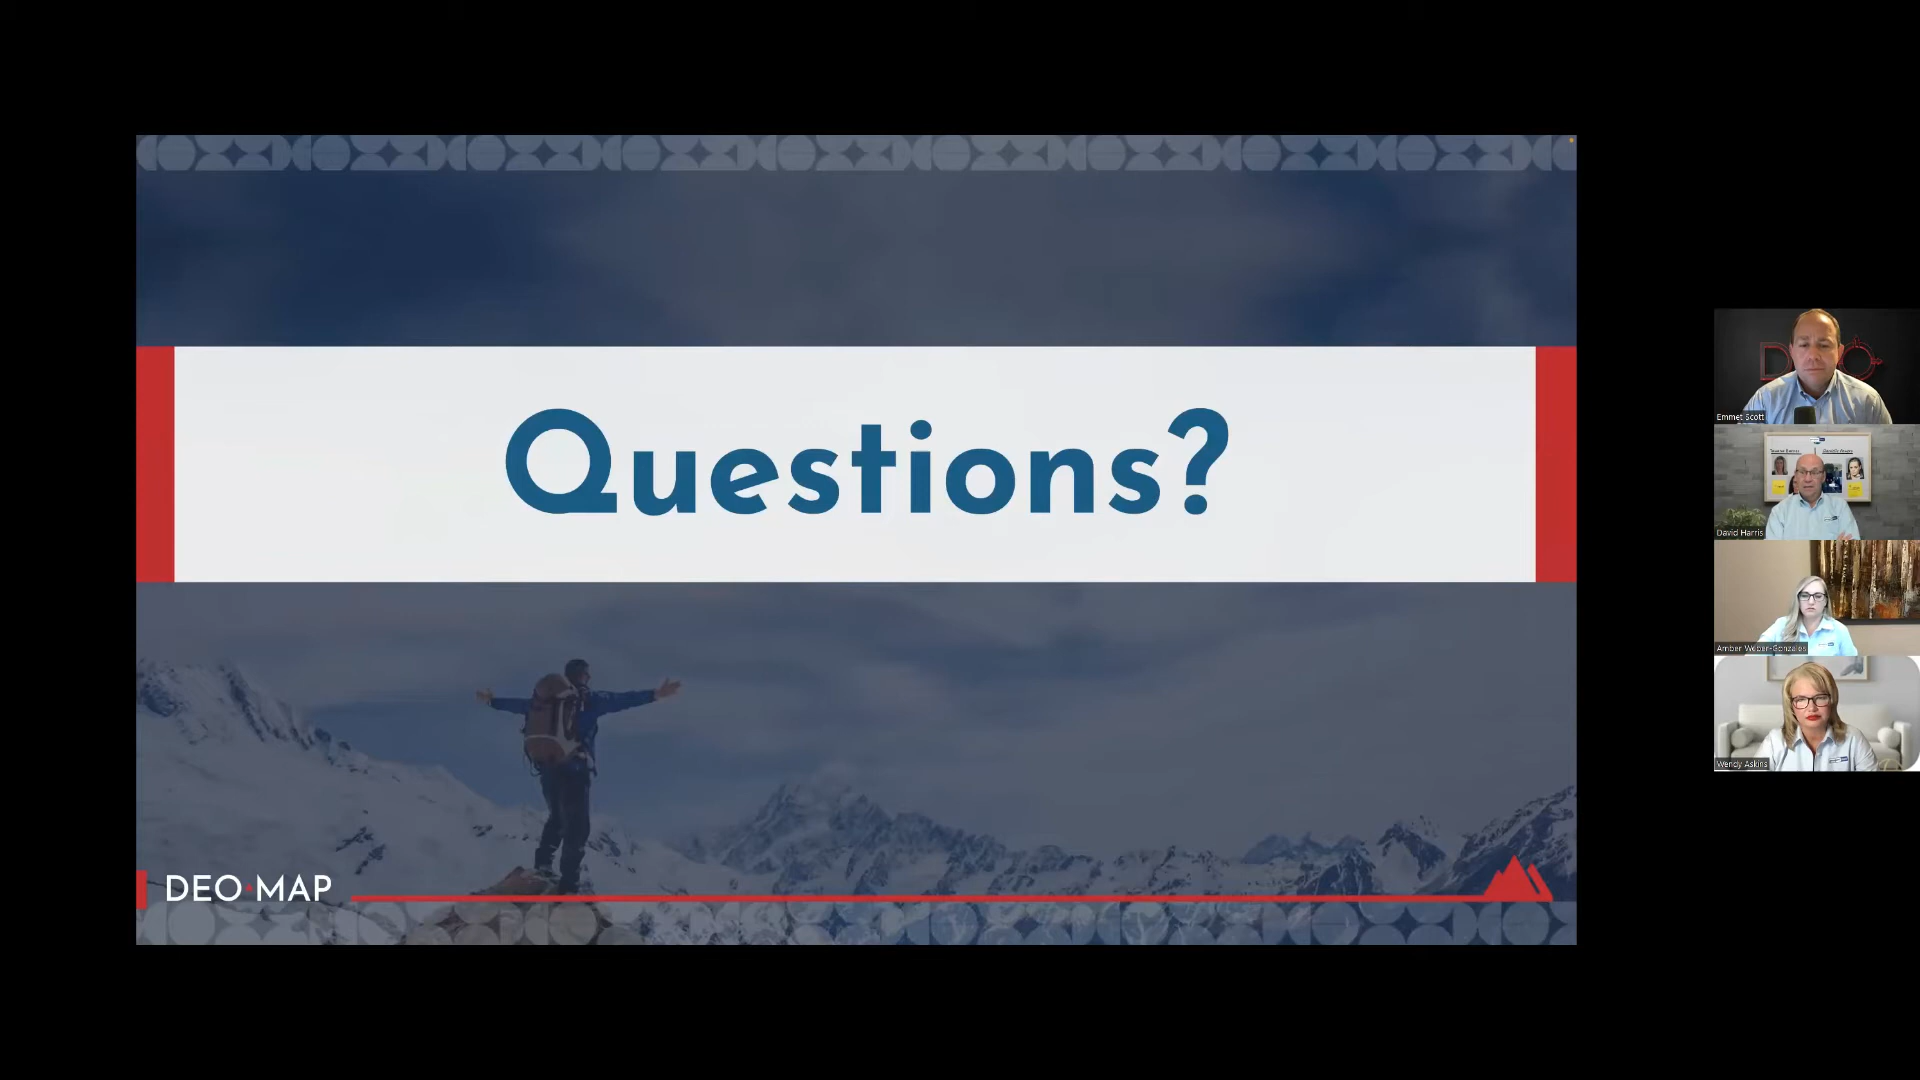 Questions?
DEO•MAP
Emmet Scott
David Harris
Amber Weber-Gonzales
Wendy Askins